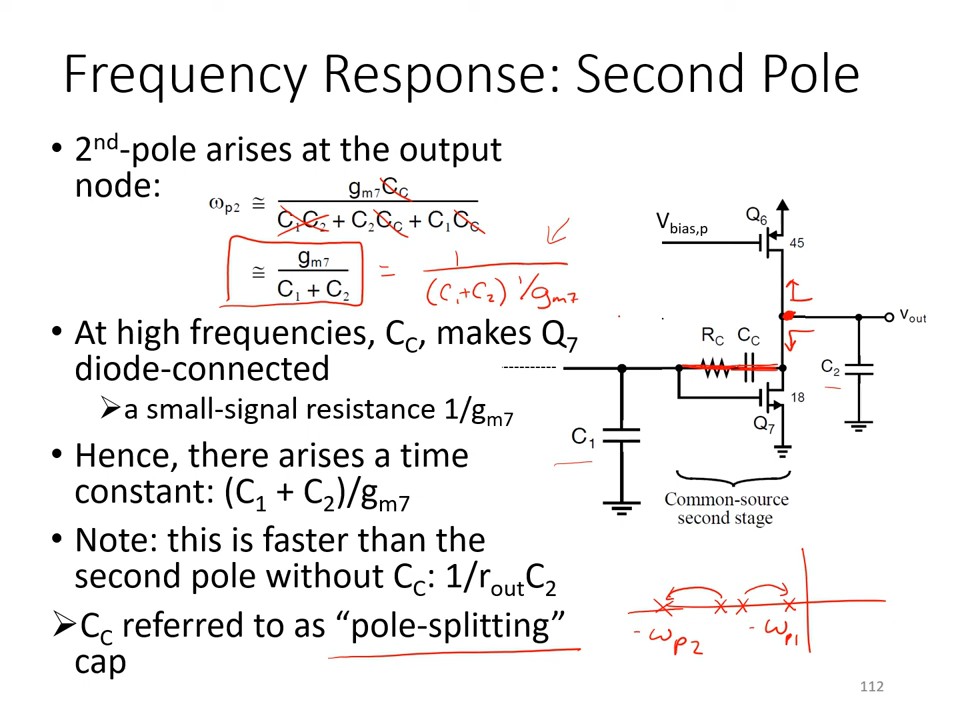 Frequency Response: Second Pole
• 2nd-pole arises at the output
node:
ωp2 ≅ gm7CC / C1C2 + C2CC + C1CC
≅ gm7 / C1 + C2 = 1 / (C1+C2) 1/gm7
• At high frequencies, CC, makes Q7
diode-connected
➢a small-signal resistance 1/gm7
• Hence, there arises a time
constant: (C1 + C2)/gm7
• Note: this is faster than the
second pole without CC: 1/routC2
➢CC referred to as “pole-splitting”
cap
Q6
Vbias,p
45
vout
RC CC
C2
18
Q7
C1
Common-source
second stage
-ωp2 -ωp1
112